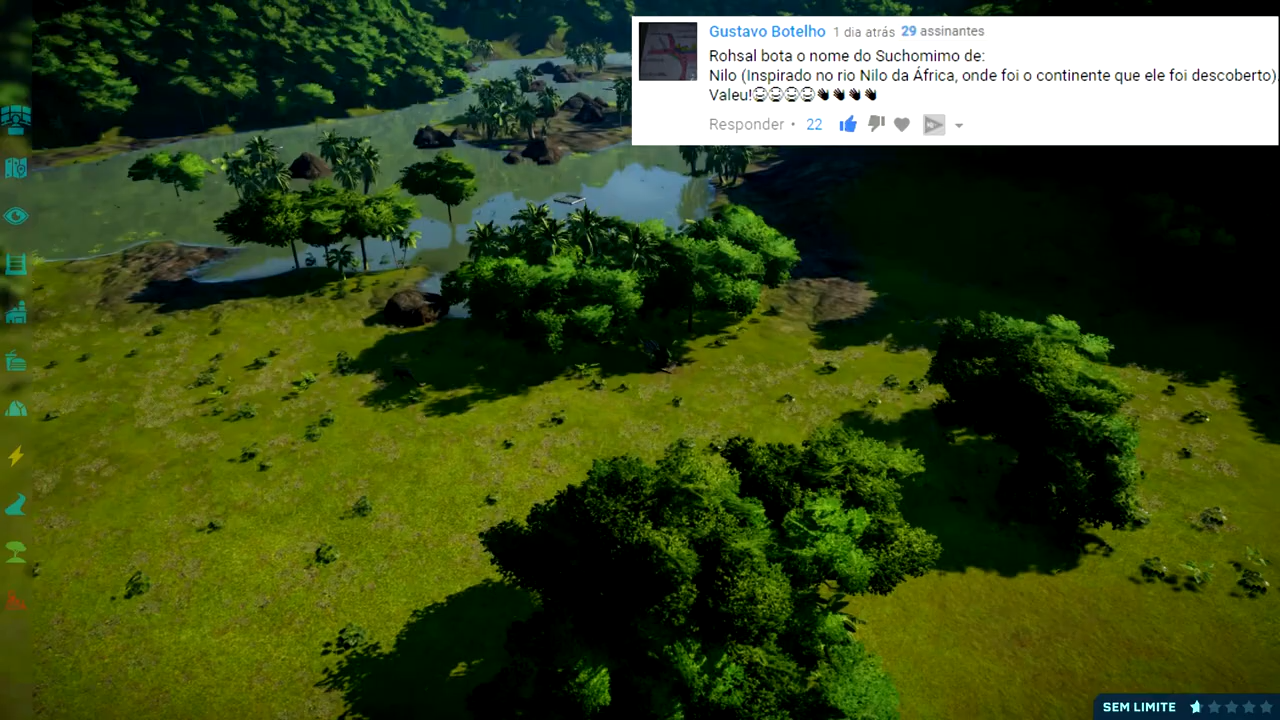 Gustavo Botelho 1 dia atrás 29 assinantes
Rohsal bota o nome do Suchomimo de:
Nilo (Inspirado no rio Nilo da África, onde foi o continente que ele foi descoberto)
Valeu!😊😊😊😊👏👏👏👏
Responder • 22
SEM LIMITE